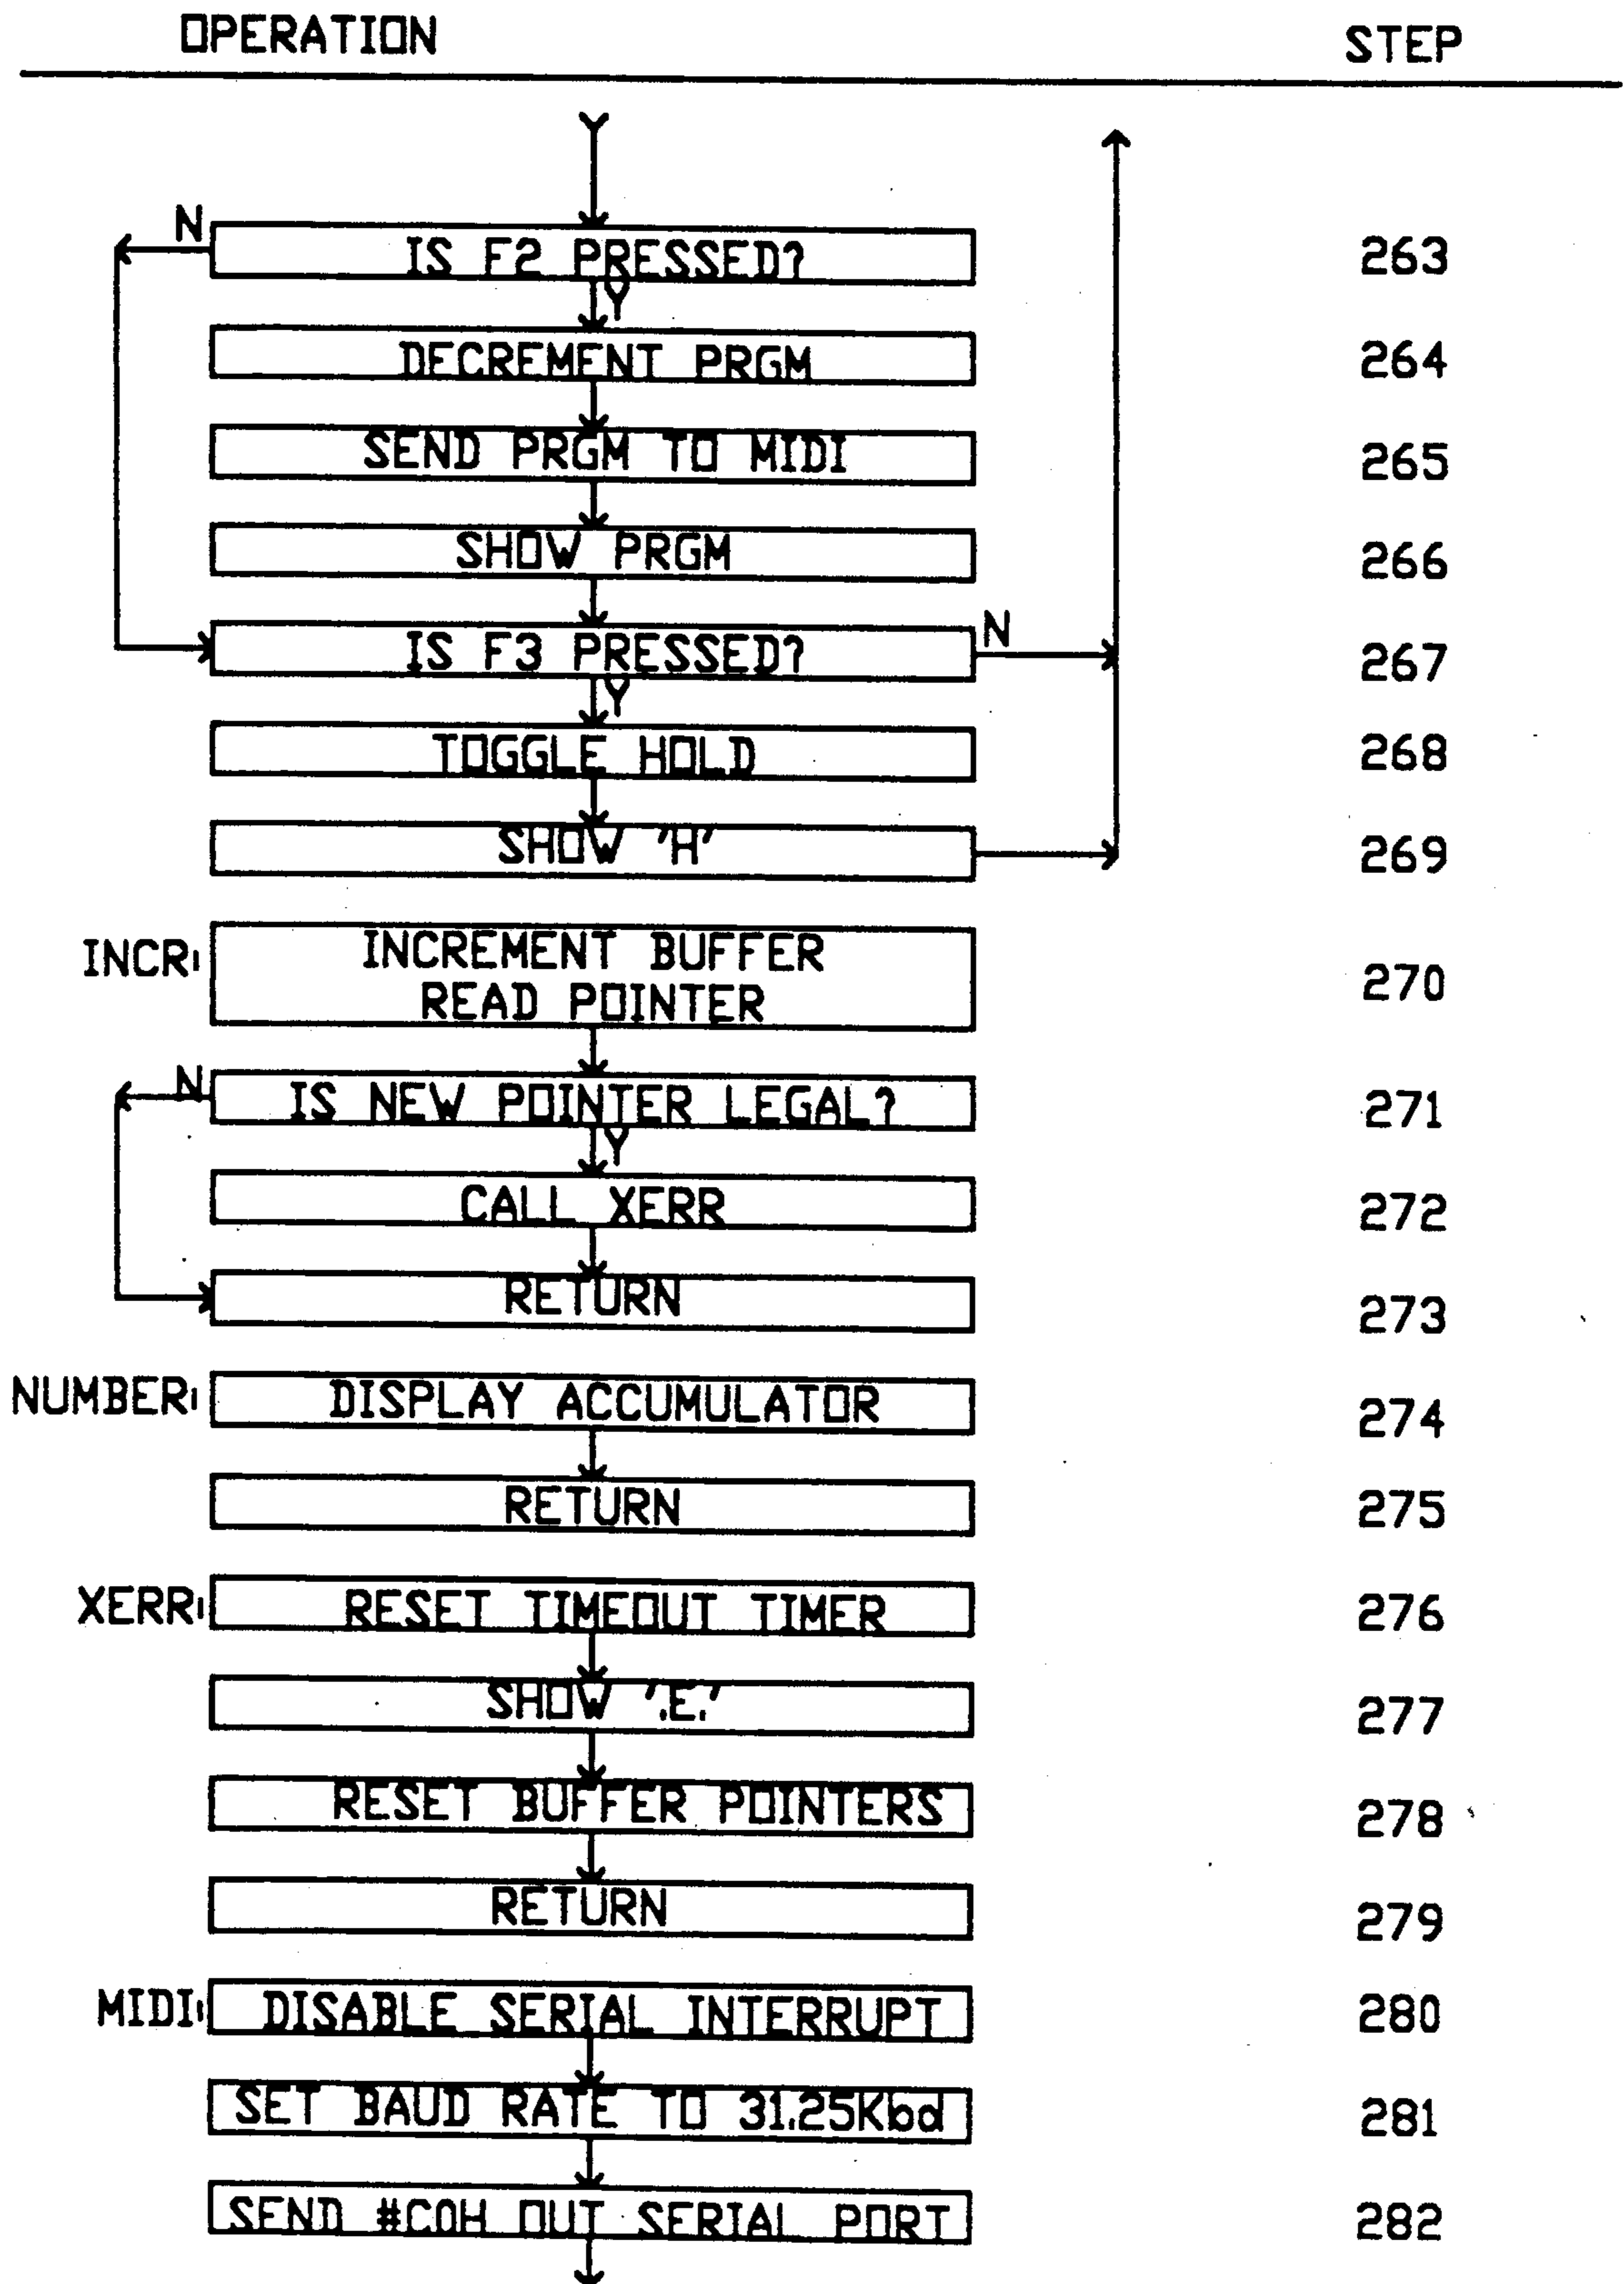 OPERATION STEP
N IS F2 PRESSED? 263
Y
DECREMENT PRGM 264
SEND PRGM TO MIDI 265
SHOW PRGM 266
IS F3 PRESSED? N 267
Y
TOGGLE HOLD 268
SHOW 'H' 269
INCR: INCREMENT BUFFER
READ POINTER 270
N IS NEW POINTER LEGAL? 271
Y
CALL XERR 272
RETURN 273
NUMBER: DISPLAY ACCUMULATOR 274
RETURN 275
XERR: RESET TIMEOUT TIMER 276
SHOW '.E.' 277
RESET BUFFER POINTERS 278
RETURN 279
MIDI: DISABLE SERIAL INTERRUPT 280
SET BAUD RATE TO 31.25Kbd 281
SEND #C0H OUT SERIAL PORT 282